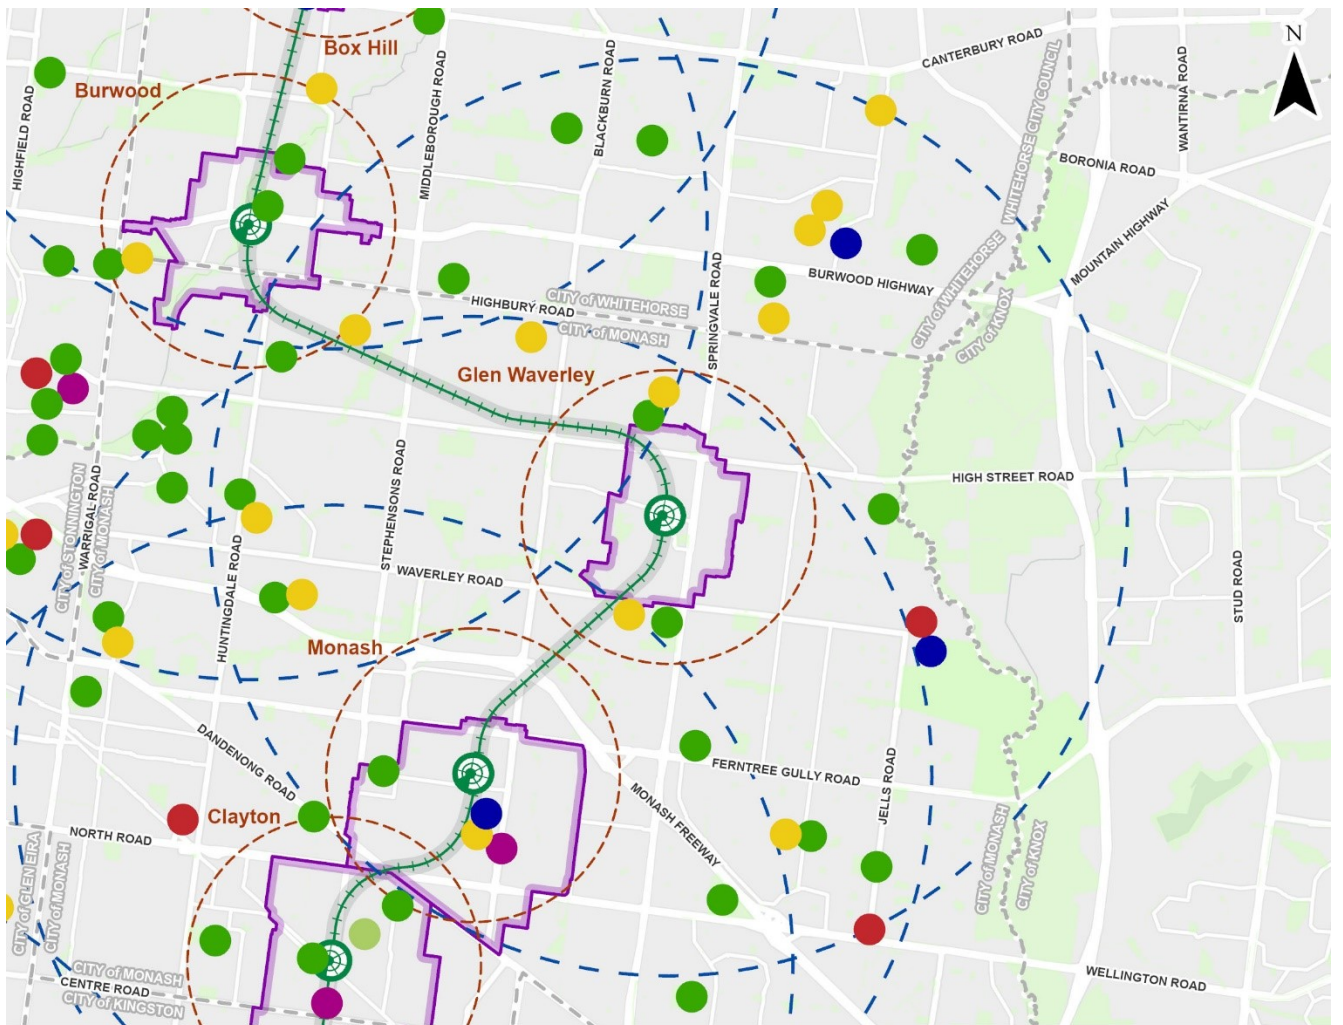 N
Box Hill
CANTERBURY ROAD
WHITEHORSE CITY COUNCIL
WANTIRNA ROAD
Burwood
HIGHFIELD ROAD
MIDDLEBOROUGH ROAD
BLACKBURN ROAD
BORONIA ROAD
MOUNTAIN HIGHWAY
BURWOOD HIGHWAY
CITY of WHITEHORSE
CITY of KNOX
HIGHBURY ROAD
CITY of WHITEHORSE
CITY of MONASH
SPRINGVALE ROAD
Glen Waverley
HIGH STREET ROAD
STEPHENSONS ROAD
CITY of STONNINGTON
WARRIGAL ROAD
CITY of MONASH
HUNTINGDALE ROAD
WAVERLEY ROAD
STUD ROAD
Monash
DANDENONG ROAD
FERNTREE GULLY ROAD
JELLS ROAD
MONASH FREEWAY
Clayton
NORTH ROAD
CITY of GLEN EIRA
CITY of MONASH
CITY of MONASH
CITY of KNOX
CITY of MONASH
CENTRE ROAD
CITY of KINGSTON
WELLINGTON ROAD